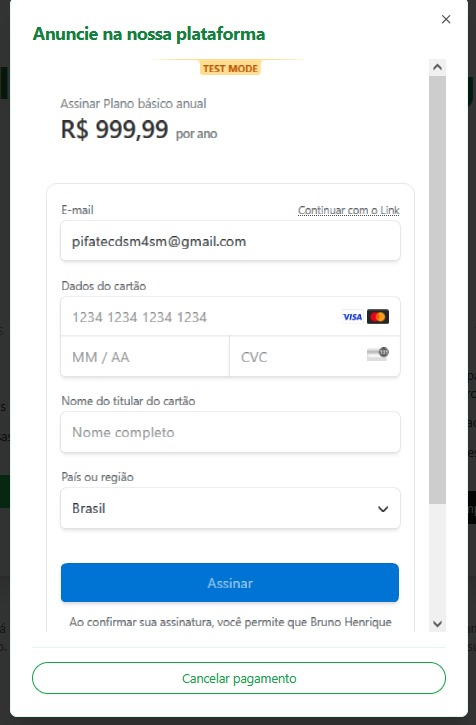 Anuncie na nossa plataforma
TEST MODE
Assinar Plano básico anual
R$ 999,99 por ano
E-mail
Continuar com o Link
pifatecdsm4sm@gmail.com
Dados do cartão
1234 1234 1234 1234
VISA
MM / AA
CVC
Nome do titular do cartão
Nome completo
País ou região
Brasil
Assinar
Ao confirmar sua assinatura, você permite que Bruno Henrique
Cancelar pagamento